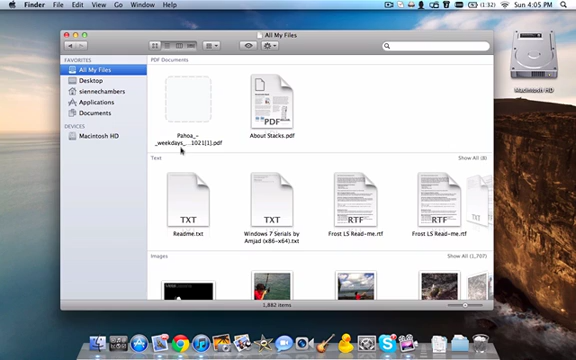 Finder File Edit View Go Window Help
(1:32) Sun 4:05 PM
All My Files
FAVORITES
All My Files
Desktop
siennechambers
Applications
Documents
DEVICES
Macintosh HD
PDF Documents
Pahoa_-
_weekdays_...1021[1].pdf
PDF
About Stacks.pdf
Text
Show All (8)
TXT
Readme.txt
TXT
Windows 7 Serials by
Amjad (x86-x64).txt
RTF
Frost LS Read-me.rtf
RTF
Frost LS Read-me.rtf
Images
Show All (1,707)
1,882 items
Macintosh HD